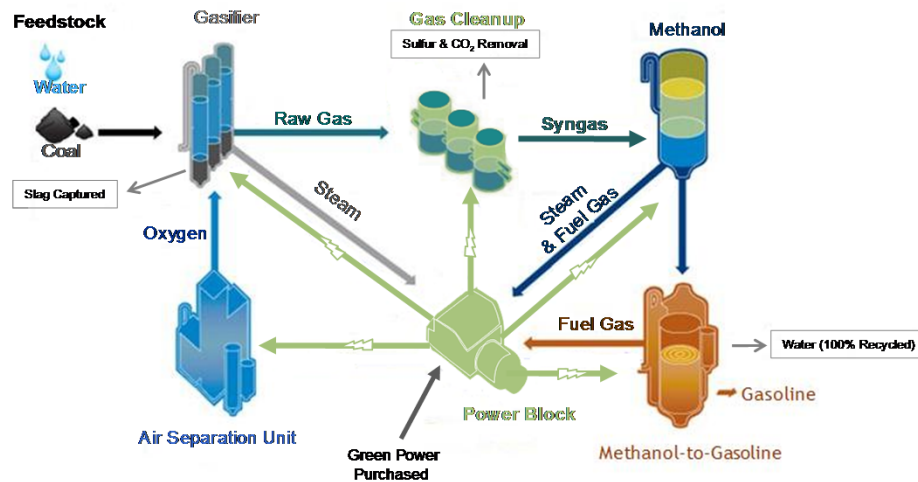 Feedstock
Gasifier
Gas Cleanup
Sulfur & CO₂ Removal
Methanol
Water
Coal
Raw Gas
Syngas
Slag Captured
Steam
Steam
& Fuel Gas
Oxygen
Fuel Gas
Water (100% Recycled)
Gasoline
Power Block
Air Separation Unit
Methanol-to-Gasoline
Green Power
Purchased